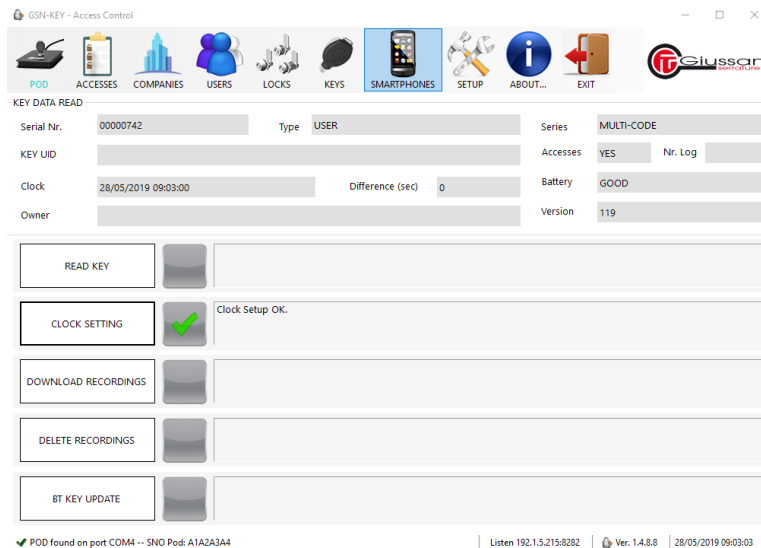 GSN-KEY - Access Control
POD ACCESSES COMPANIES USERS LOCKS KEYS SMARTPHONES SETUP ABOUT... EXIT
Giussan
serrature
KEY DATA READ
Serial Nr. 00000742 Type USER Series MULTI-CODE
KEY UID Accesses YES Nr. Log
Clock 28/05/2019 09:03:00 Difference (sec) 0 Battery GOOD
Owner Version 119
READ KEY
CLOCK SETTING Clock Setup OK.
DOWNLOAD RECORDINGS
DELETE RECORDINGS
BT KEY UPDATE
POD found on port COM4 -- SNO Pod: A1A2A3A4 Listen 192.1.5.215:8282 Ver. 1.4.8.8 28/05/2019 09:03:03